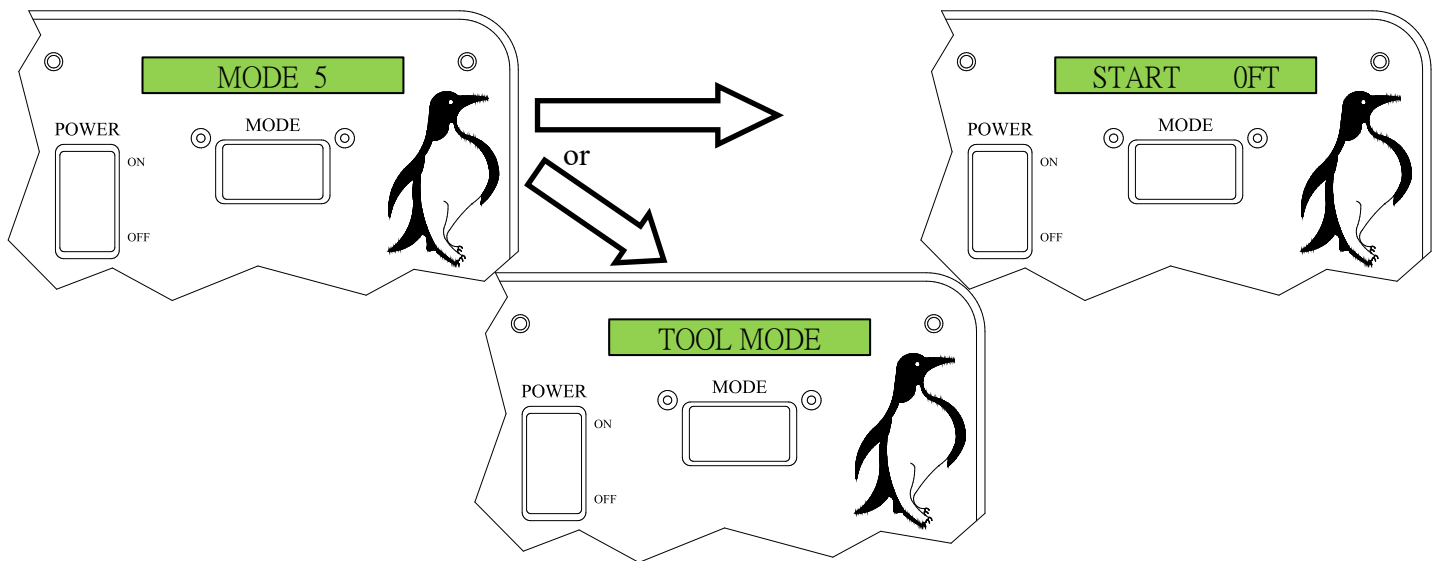 MODE 5
POWER
ON
OFF
MODE
or
START 0FT
POWER
ON
OFF
MODE
TOOL MODE
POWER
ON
OFF
MODE